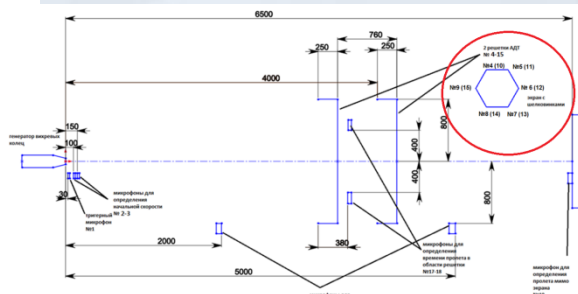 6500
760
250
250
2 решетки АДТ
№ 4-15
№4 (10)
№5 (11)
№9 (15)
№ 6 (12)
экран с
шелковинками
№8 (14)
№7 (13)
4000
150
100
генератор вихревых
колец
400
400
800
800
30
микрофоны для
определения
начальной скорости
№ 2-3
тригерный
микрофон
№1
380
2000
микрофоны для
определения
времени пролета в
области решетки
№17-18
5000
микрофон для
определения
пролета мимо
экрана